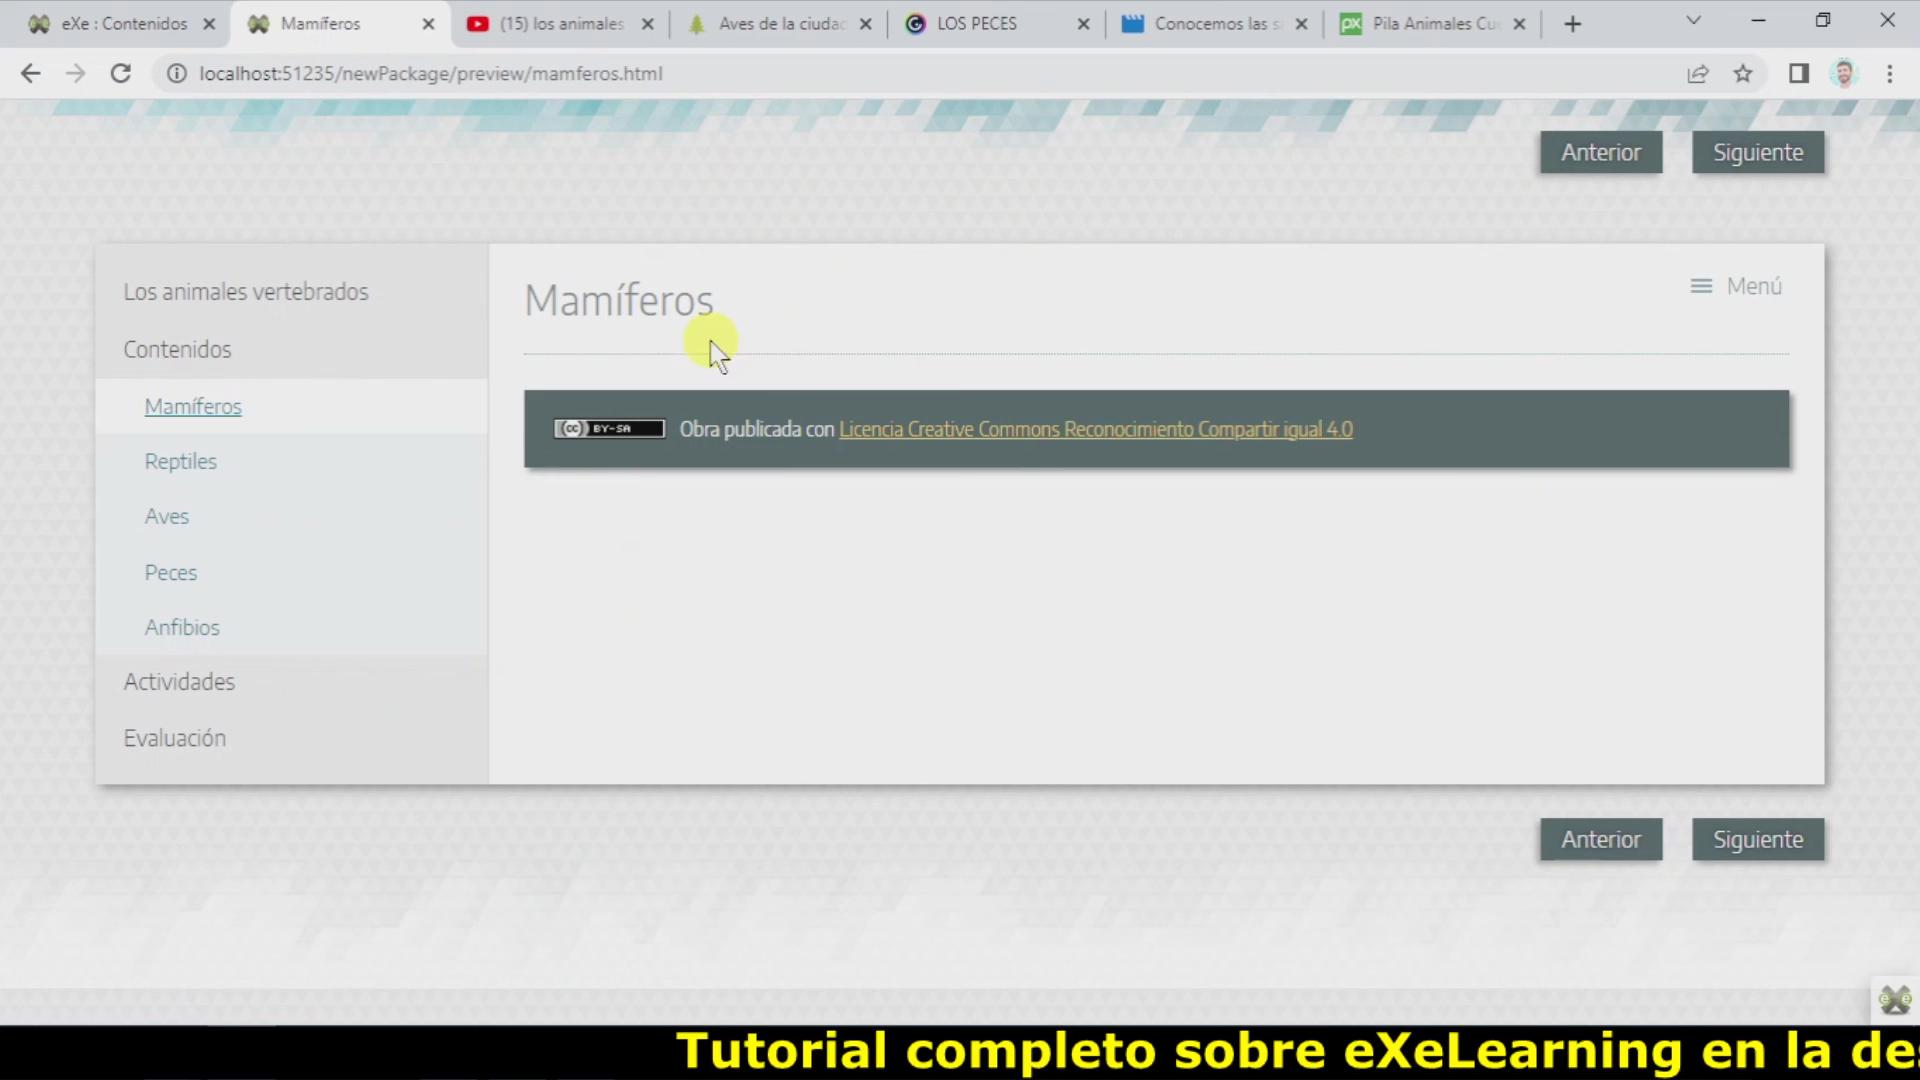 eXe : Contenidos
Mamíferos
(15) los animales
Aves de la ciudad
LOS PECES
Conocemos las s
Pila Animales Cu
localhost:51235/newPackage/preview/mamferos.html
Anterior
Siguiente
Los animales vertebrados
Contenidos
Mamíferos
Reptiles
Aves
Peces
Anfibios
Actividades
Evaluación
Mamíferos
Menú
BY-SA
Obra publicada con Licencia Creative Commons Reconocimiento Compartir igual 4.0
Anterior
Siguiente
Tutorial completo sobre eXeLearning en la des